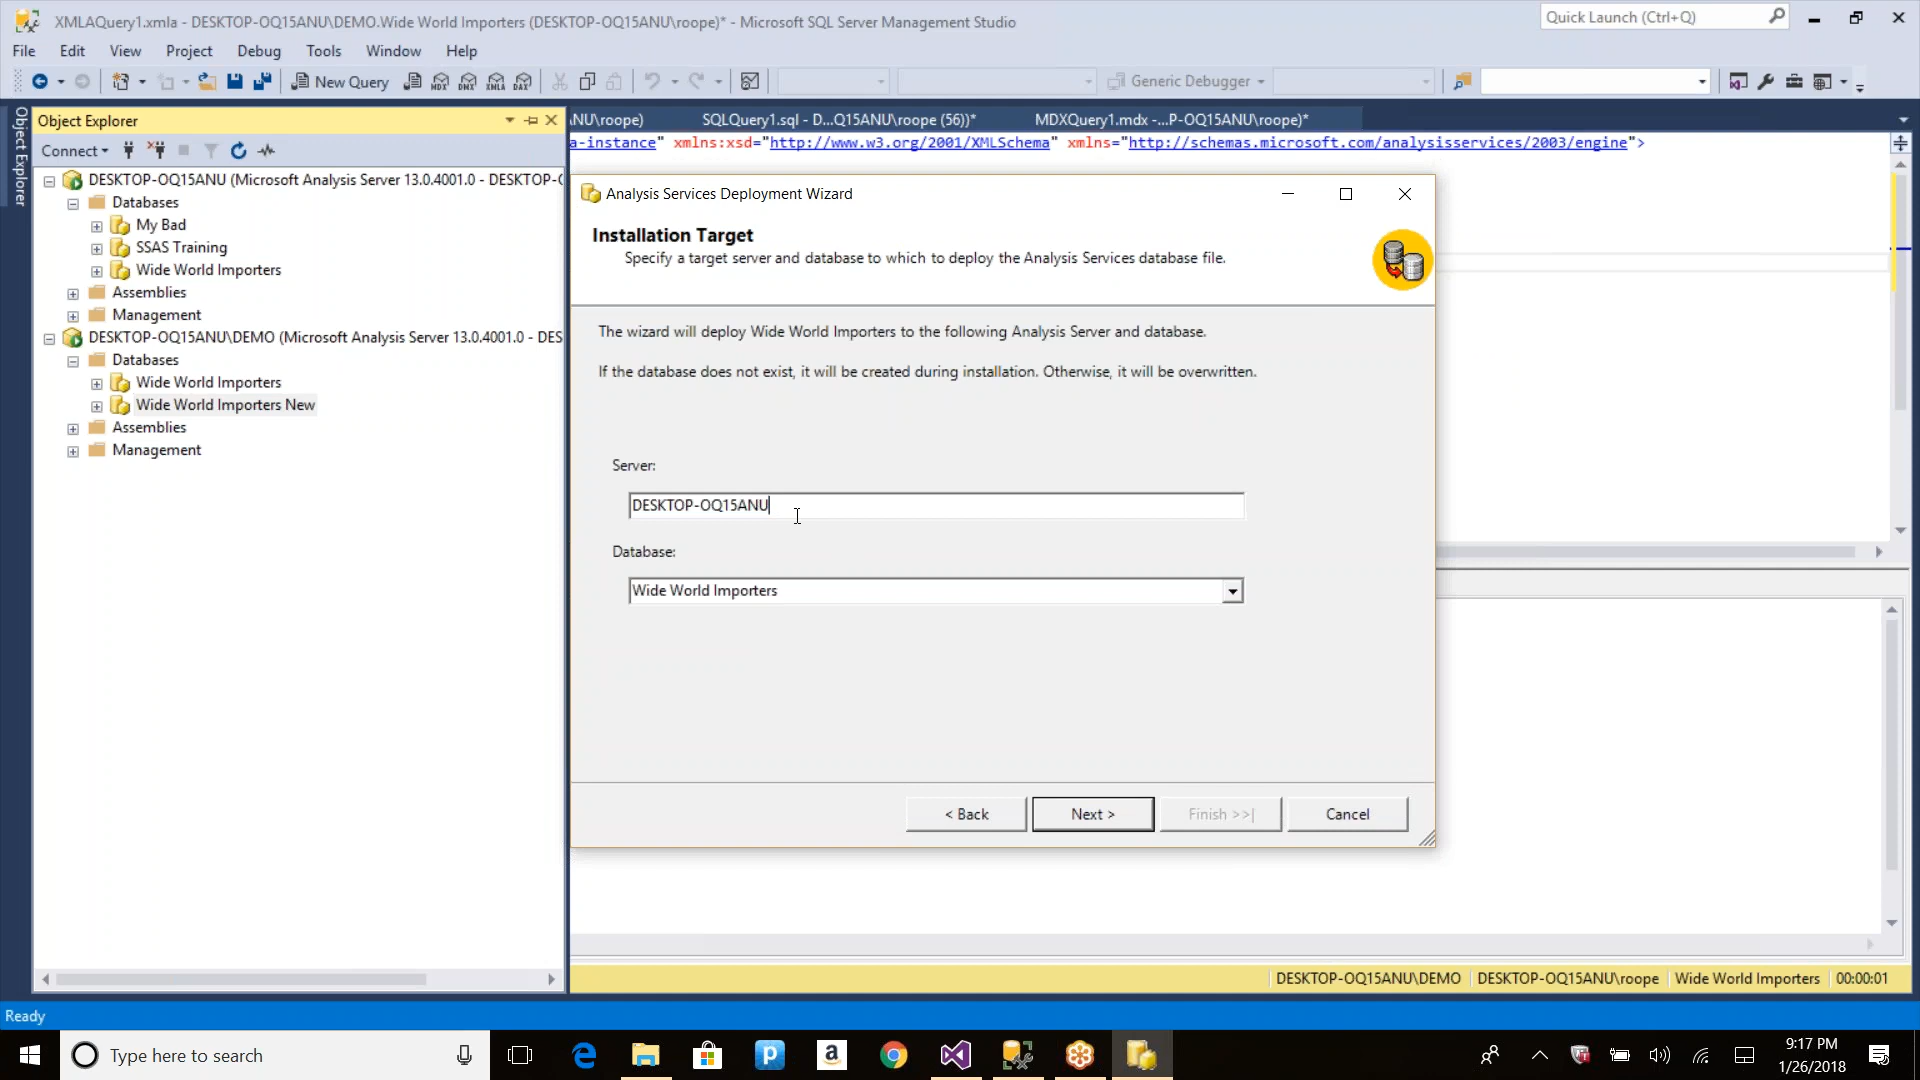 XMLAQuery1.xmla - DESKTOP-OQ15ANU\DEMO.Wide World Importers (DESKTOP-OQ15ANU\roope)* - Microsoft SQL Server Management Studio
Quick Launch (Ctrl+Q)
File Edit View Project Debug Tools Window Help
New Query MDX DMX XMLA DAX Generic Debugger
Object Explorer
Object Explorer
NU\roope) SQLQuery1.sql - D...Q15ANU\roope (56))* MDXQuery1.mdx -...P-OQ15ANU\roope)*
Connect
a-instance" xmlns:xsd="http://www.w3.org/2001/XMLSchema" xmlns="http://schemas.microsoft.com/analysisservices/2003/engine">
DESKTOP-OQ15ANU (Microsoft Analysis Server 13.0.4001.0 - DESKTOP-
Databases
My Bad
SSAS Training
Wide World Importers
Assemblies
Management
DESKTOP-OQ15ANU\DEMO (Microsoft Analysis Server 13.0.4001.0 - DES
Databases
Wide World Importers
Wide World Importers New
Assemblies
Management
Analysis Services Deployment Wizard
Installation Target
Specify a target server and database to which to deploy the Analysis Services database file.
The wizard will deploy Wide World Importers to the following Analysis Server and database.
If the database does not exist, it will be created during installation. Otherwise, it will be overwritten.
Server:
DESKTOP-OQ15ANU
Database:
Wide World Importers
< Back Next > Finish >>| Cancel
DESKTOP-OQ15ANU\DEMO DESKTOP-OQ15ANU\roope Wide World Importers 00:00:01
Ready
Type here to search
9:17 PM
1/26/2018